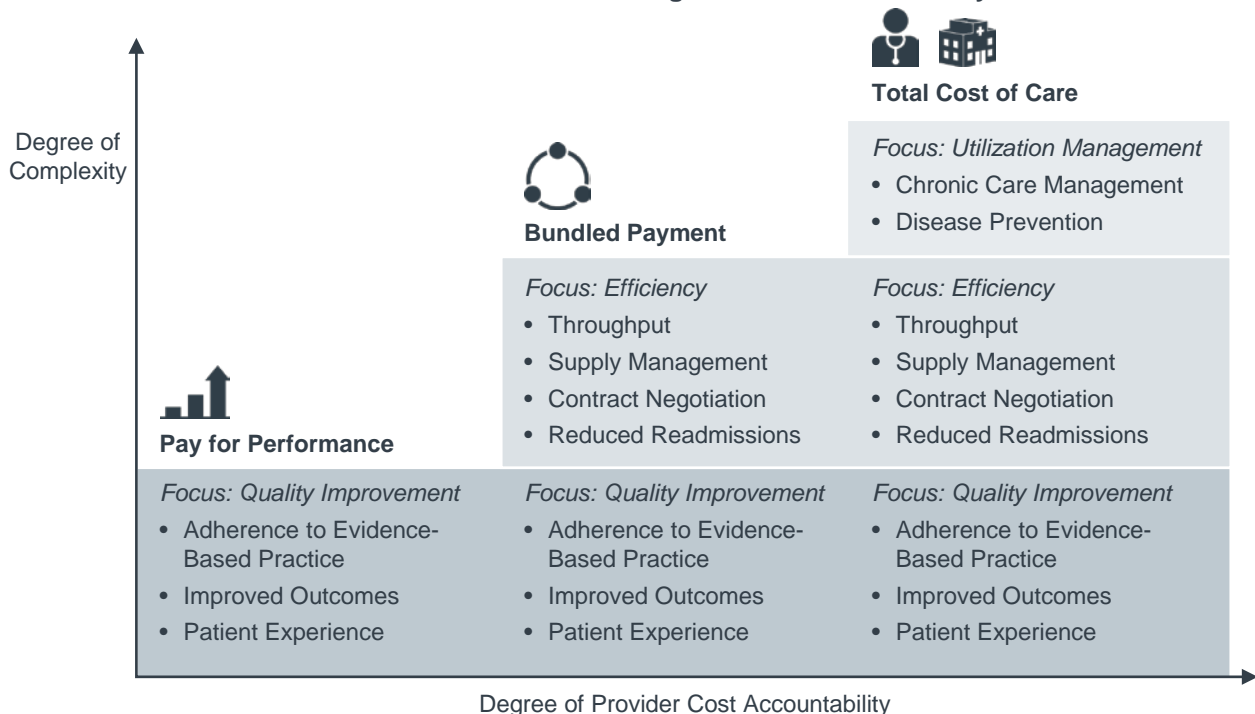 Degree of
Complexity
Total Cost of Care
Focus: Utilization Management
• Chronic Care Management
• Disease Prevention
Bundled Payment
Focus: Efficiency
• Throughput
• Supply Management
• Contract Negotiation
• Reduced Readmissions
Focus: Efficiency
• Throughput
• Supply Management
• Contract Negotiation
• Reduced Readmissions
Pay for Performance
Focus: Quality Improvement
• Adherence to Evidence-
Based Practice
• Improved Outcomes
• Patient Experience
Focus: Quality Improvement
• Adherence to Evidence-
Based Practice
• Improved Outcomes
• Patient Experience
Focus: Quality Improvement
• Adherence to Evidence-
Based Practice
• Improved Outcomes
• Patient Experience
Degree of Provider Cost Accountability